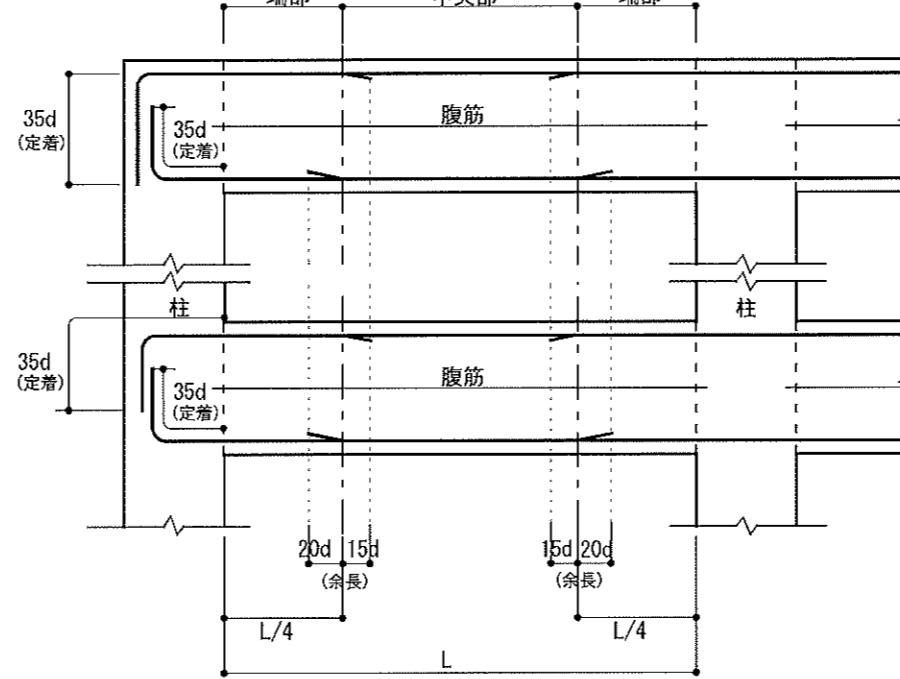 端部 中央部 端部
腹筋
35d
(定着)
35d
(定着)
柱 柱
35d
(定着)
腹筋
35d
(定着)
20d 15d 15d 20d
(余長) (余長)
L/4 L/4
L